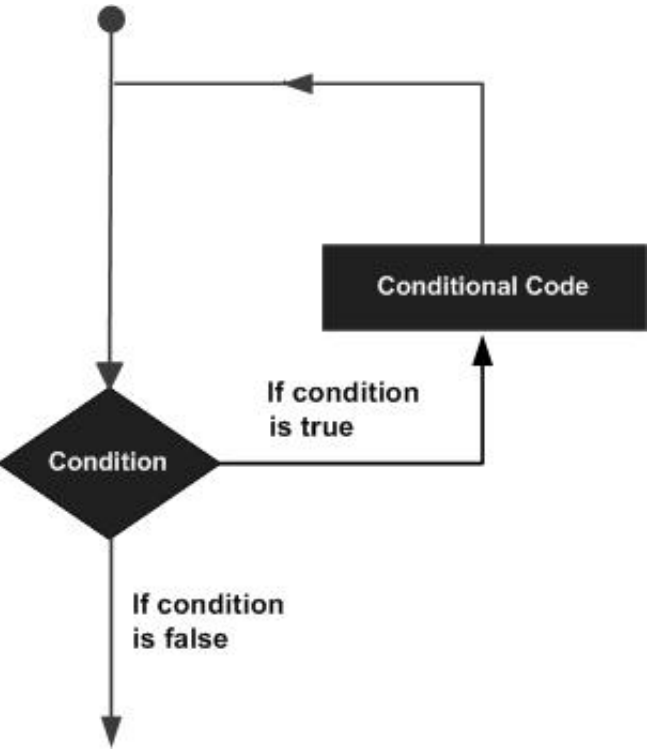 Conditional Code
If condition
is true
Condition
If condition
is false